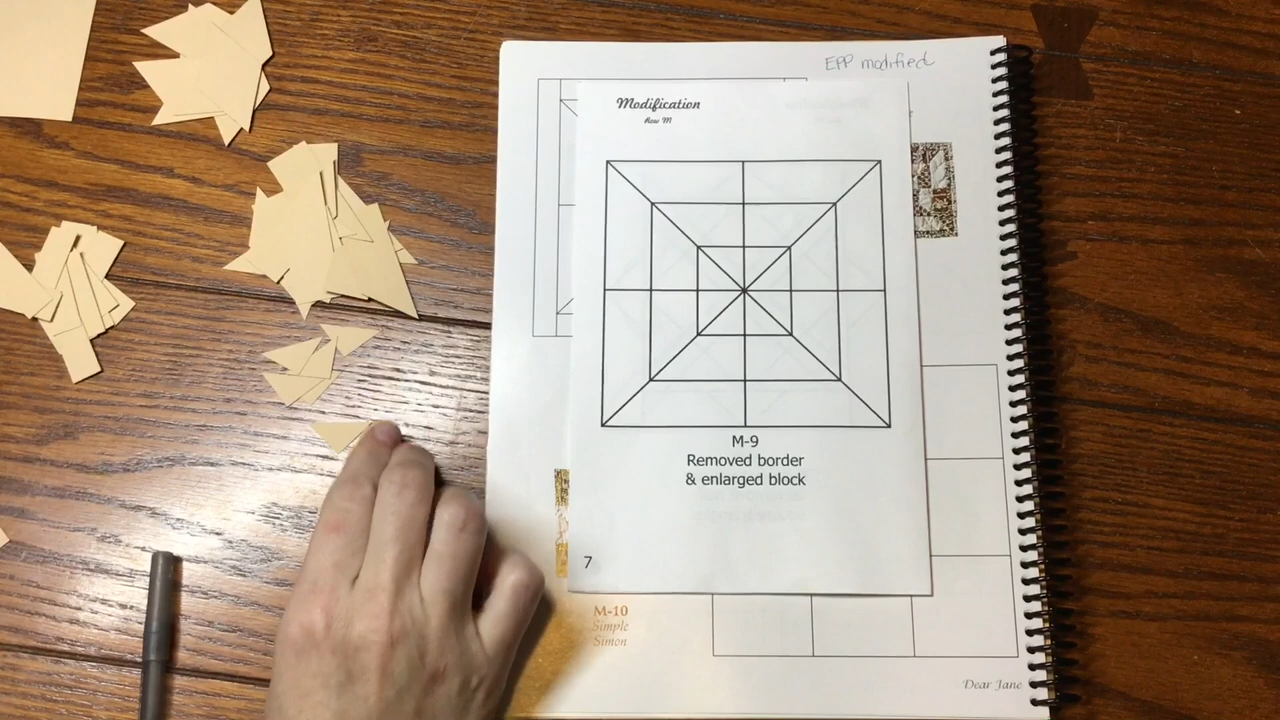 EPP modified
Modification
Row M
M-9
Removed border
& enlarged block
7
M-10
Simple
Simon
Dear Jane